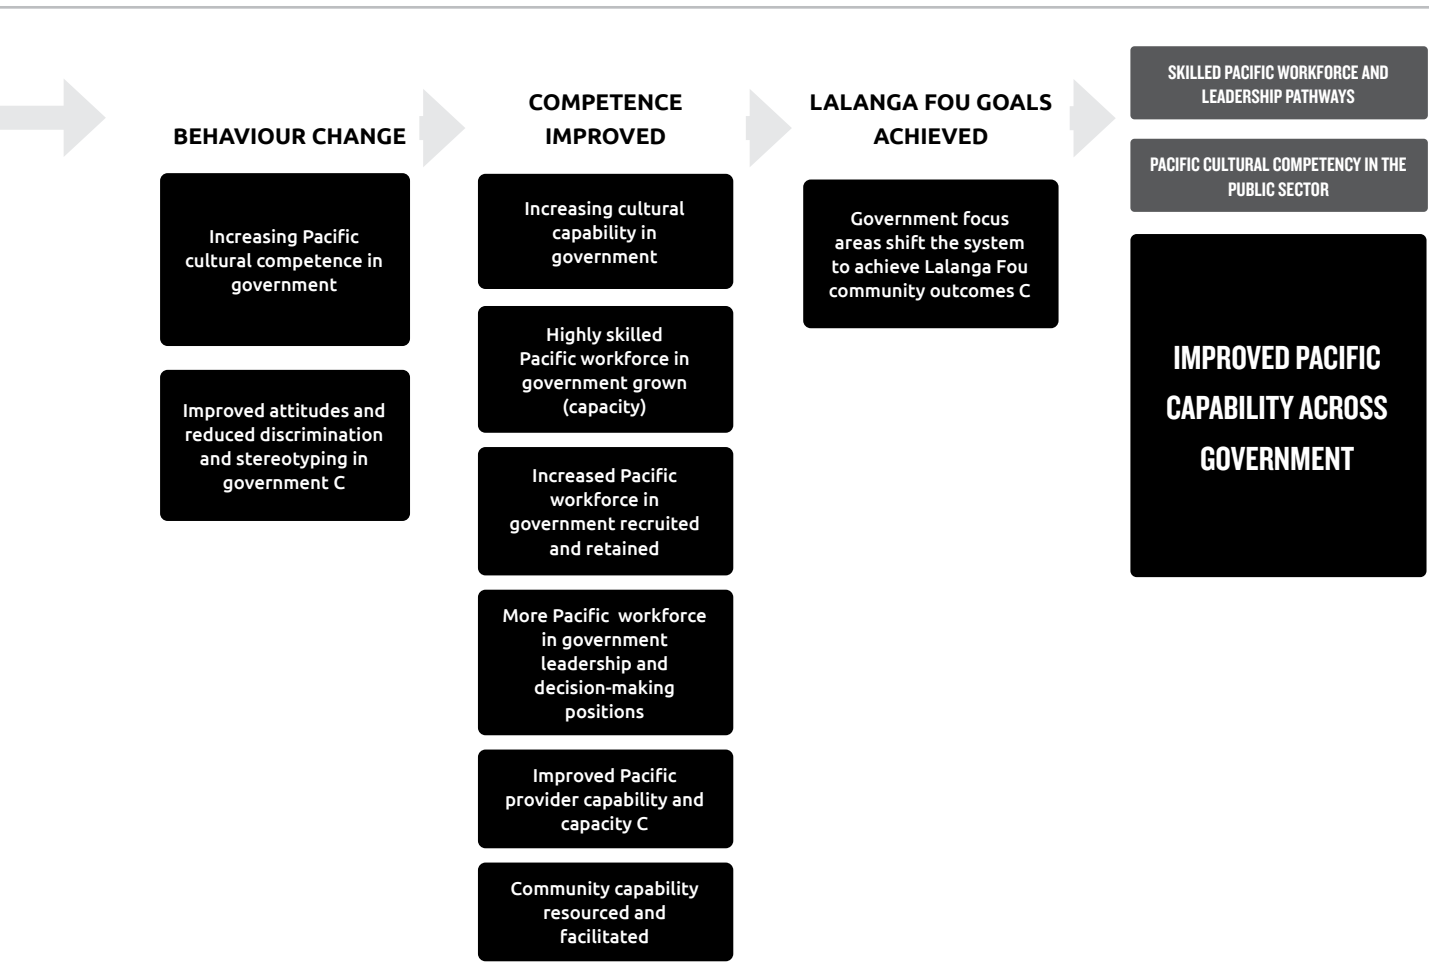 BEHAVIOUR CHANGE
Increasing Pacific
cultural competence in
government
Improved attitudes and
reduced discrimination
and stereotyping in
government C
COMPETENCE
IMPROVED
Increasing cultural
capability in
government
Highly skilled
Pacific workforce in
government grown
(capacity)
Increased Pacific
workforce in
government recruited
and retained
More Pacific workforce
in government
leadership and
decision-making
positions
Improved Pacific
provider capability and
capacity C
Community capability
resourced and
facilitated
LALANGA FOU GOALS
ACHIEVED
Government focus
areas shift the system
to achieve Lalanga Fou
community outcomes C
SKILLED PACIFIC WORKFORCE AND
LEADERSHIP PATHWAYS
PACIFIC CULTURAL COMPETENCY IN THE
PUBLIC SECTOR
IMPROVED PACIFIC
CAPABILITY ACROSS
GOVERNMENT